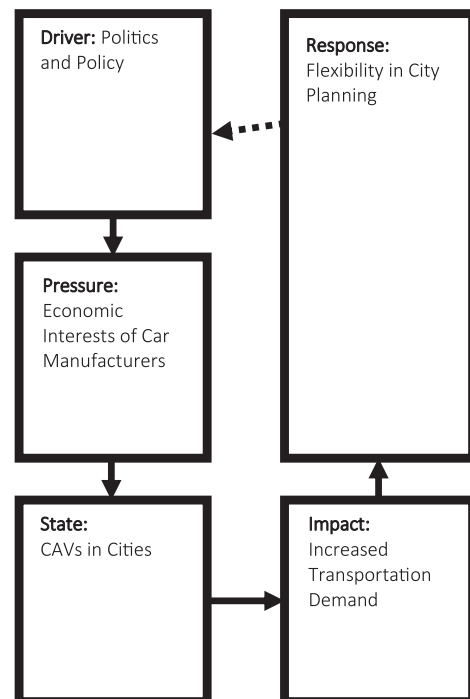 Driver: Politics
and Policy
Pressure:
Economic
Interests of Car
Manufacturers
State:
CAVs in Cities
Impact:
Increased
Transportation
Demand
Response:
Flexibility in City
Planning